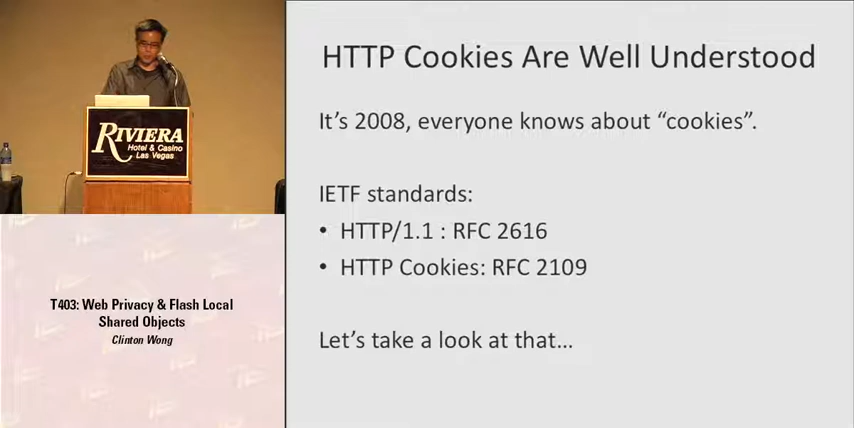 RIVIERA
Hotel & Casino
Las Vegas
T403: Web Privacy & Flash Local
Shared Objects
Clinton Wong
HTTP Cookies Are Well Understood
It’s 2008, everyone knows about “cookies”.
IETF standards:
• HTTP/1.1 : RFC 2616
• HTTP Cookies: RFC 2109
Let’s take a look at that…